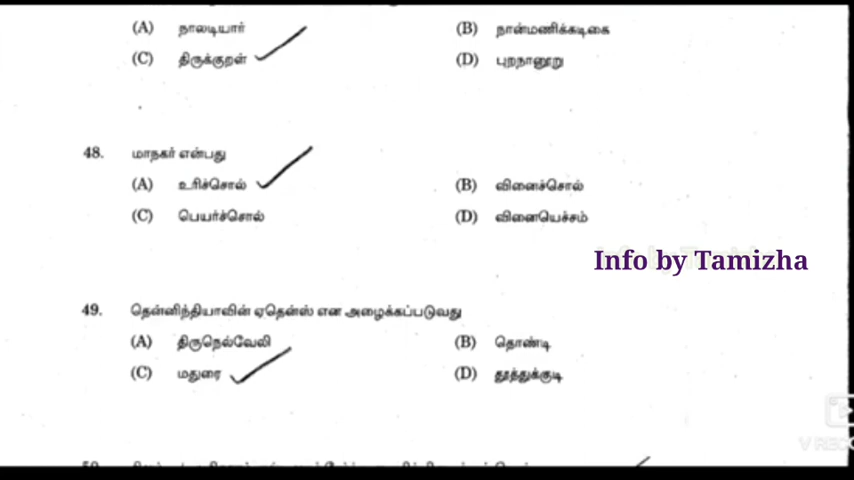 (A) நாலடியார் (B) நான்மணிக்கடிகை
(C) திருக்குறள் (D) புறநானூறு
48. மாநகர் என்பது
(A) உரிச்சொல் (B) வினைச்சொல்
(C) பெயர்ச்சொல் (D) வினையெச்சம்
Info by Tamizha
49. தென்னிந்தியாவின் ஏதென்ஸ் என அழைக்கப்படுவது
(A) திருநெல்வேலி (B) தொண்டி
(C) மதுரை (D) தூத்துக்குடி